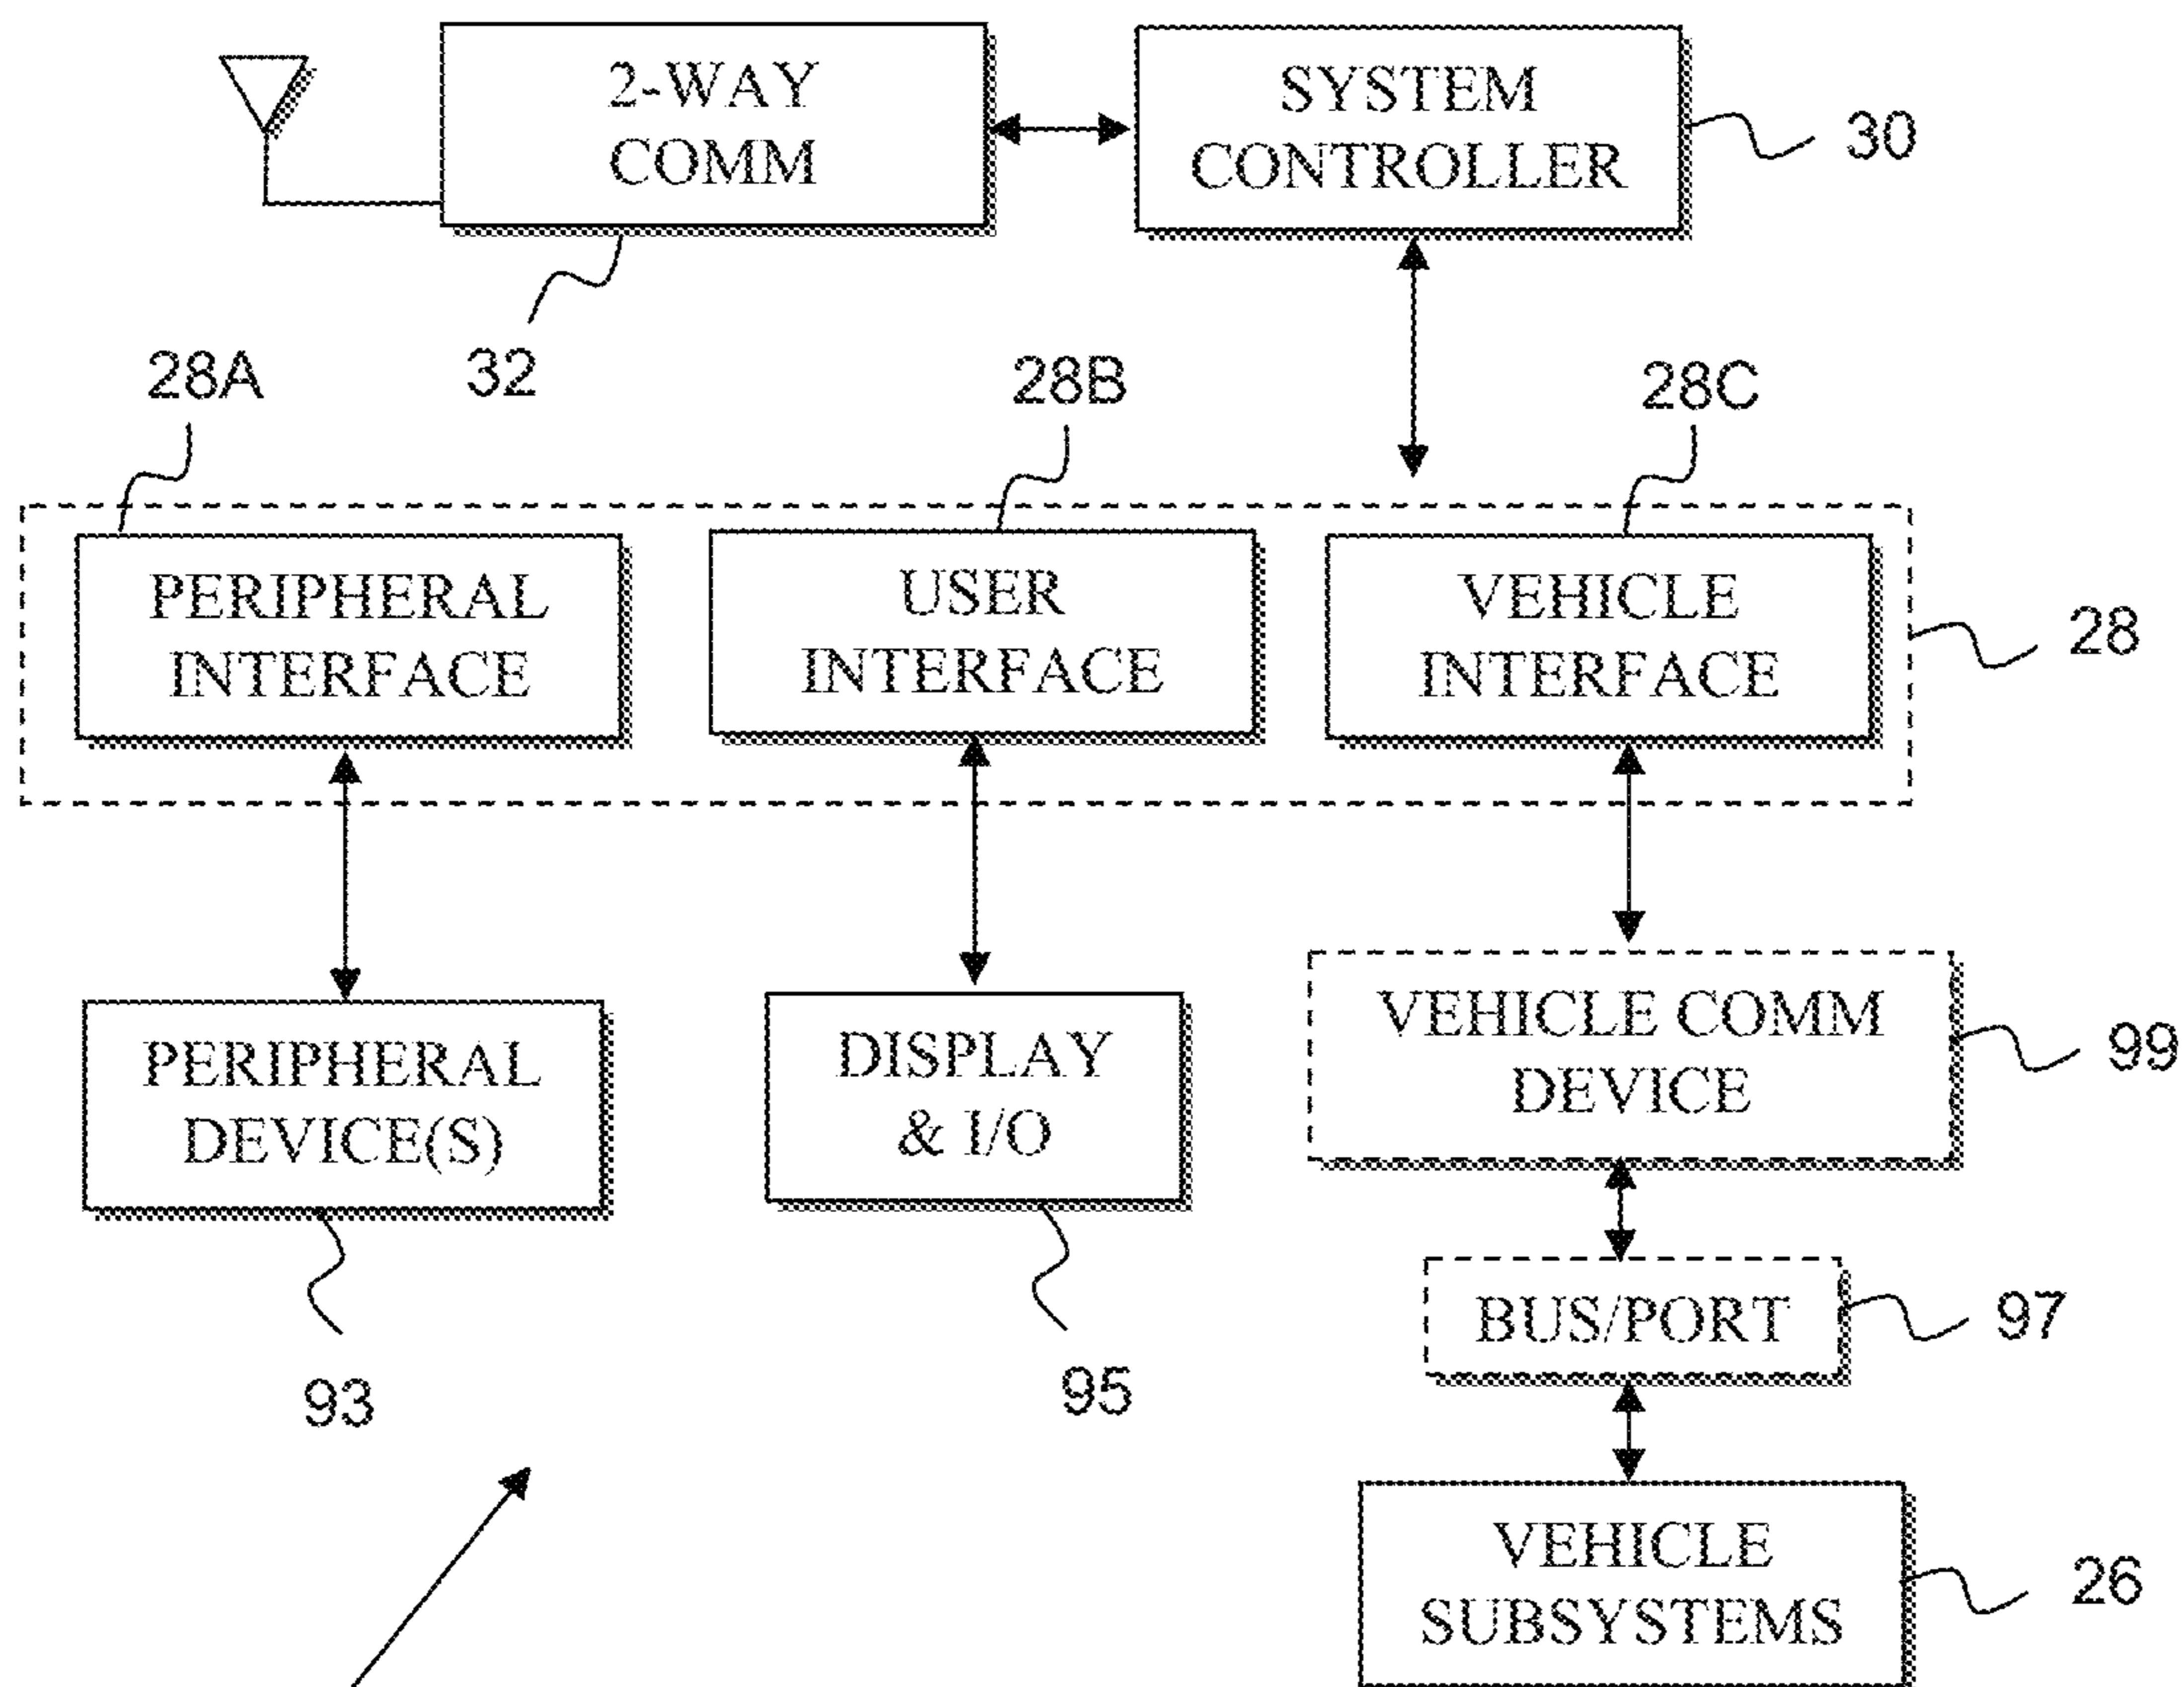 2-WAY
COMM
SYSTEM
CONTROLLER
30
32
28A
28B
28C
PERIPHERAL
INTERFACE
USER
INTERFACE
VEHICLE
INTERFACE
28
PERIPHERAL
DEVICE(S)
DISPLAY
& I/O
VEHICLE COMM
DEVICE
99
BUS/PORT
97
93
95
VEHICLE
SUBSYSTEMS
26